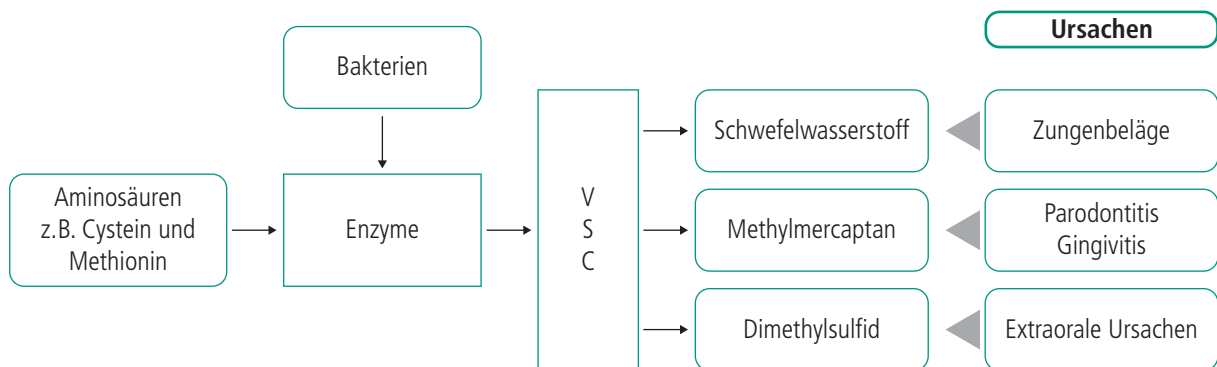 Ursachen
Bakterien
Schwefelwasserstoff
Zungenbeläge
Aminosäuren
z.B. Cystein und
Methionin
Enzyme
V
S
C
Methylmercaptan
Parodontitis
Gingivitis
Dimethylsulfid
Extraorale Ursachen